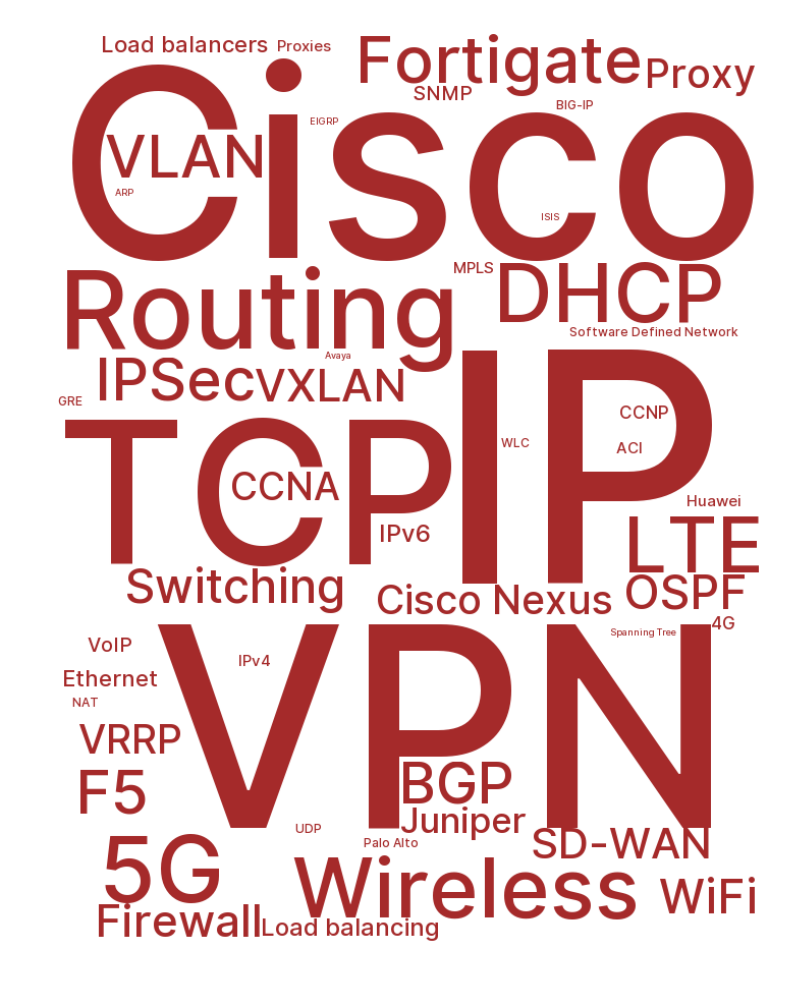 Load balancers
Proxies
Fortigate
Proxy
SNMP
BIG-IP
EIGRP
Cisco
VLAN
ARP
ISIS
MPLS
DHCP
Routing
Software Defined Network
Avaya
IPSec
VXLAN
GRE
IP
CCNP
WLC
ACI
TCP
CCNA
Huawei
IPv6
LTE
Switching
Cisco Nexus
OSPF
4G
Spanning Tree
VoIP
IPv4
Ethernet
NAT
VPN
VRRP
F5
BGP
Juniper
UDP
Palo Alto
SD-WAN
5G
Wireless
WiFi
Firewall
Load balancing